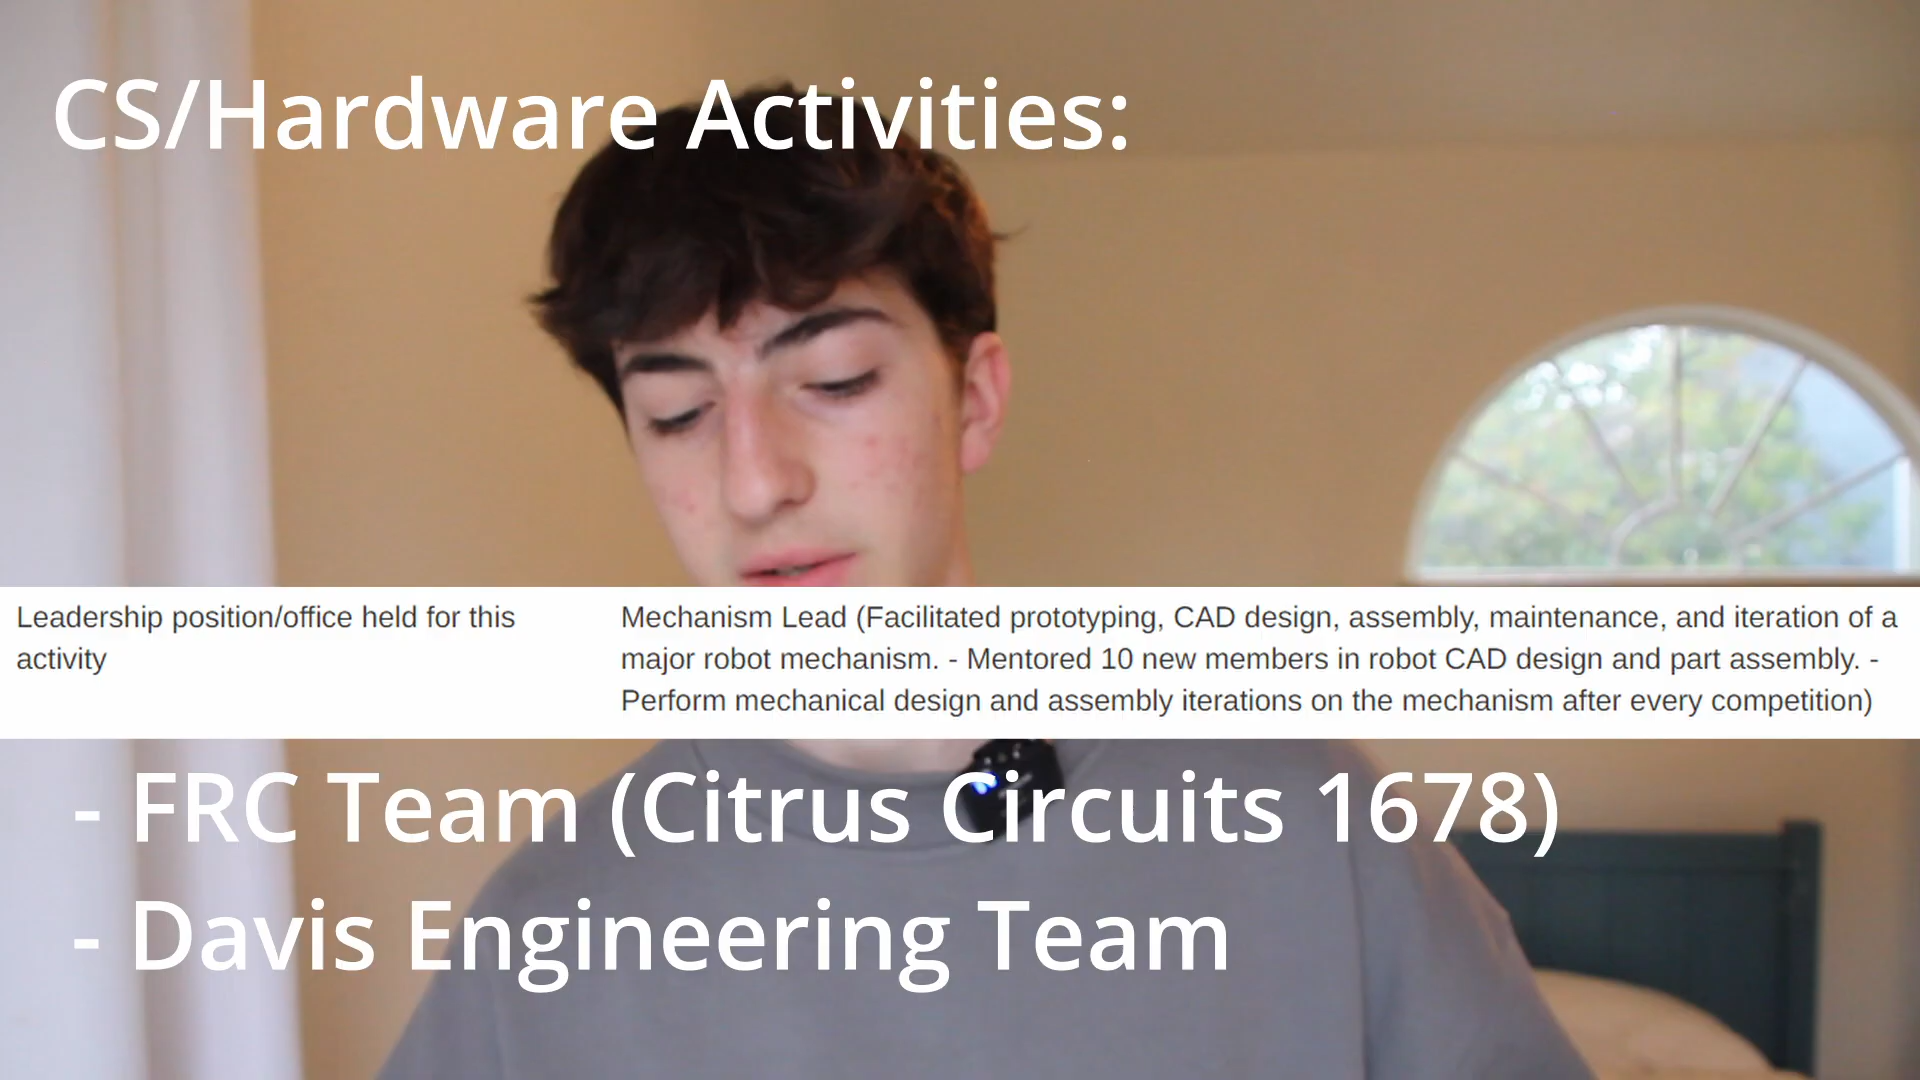 CS/Hardware Activities:
Leadership position/office held for this
activity
Mechanism Lead (Facilitated prototyping, CAD design, assembly, maintenance, and iteration of a
major robot mechanism. - Mentored 10 new members in robot CAD design and part assembly. -
Perform mechanical design and assembly iterations on the mechanism after every competition)
- FRC Team (Citrus Circuits 1678)
- Davis Engineering Team